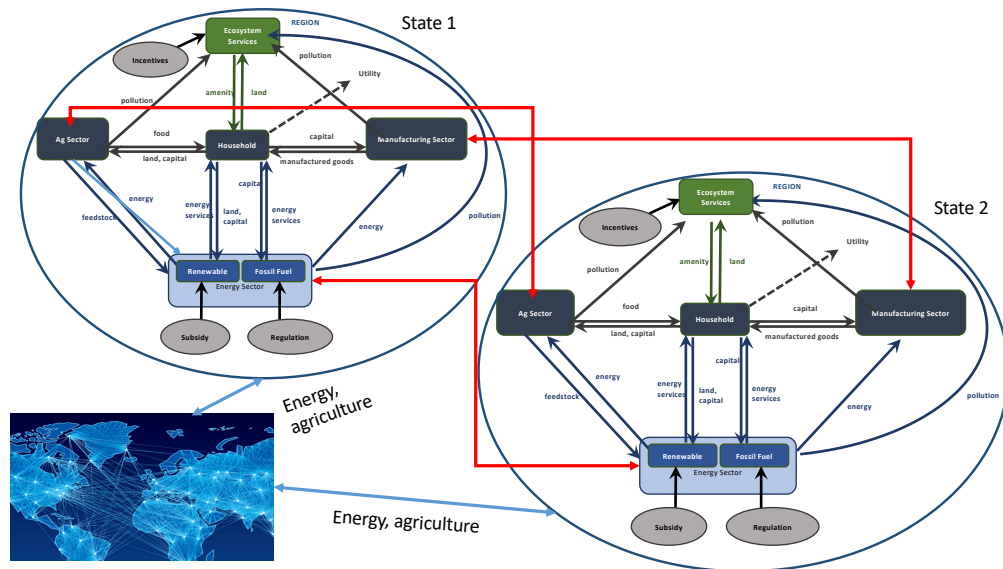 State 1
REGION
Ecosystem
Services
Incentives
pollution
Utility
pollution
amenity
land
Ag Sector
food
Household
capital
Manufacturing Sector
land, capital
manufactured goods
capital
energy
feedstock
energy
services
land,
capital
energy
services
energy
pollution
Renewable
Fossil Fuel
Energy Sector
Subsidy
Regulation
State 2
REGION
Ecosystem
Services
Incentives
pollution
Utility
pollution
amenity
land
Ag Sector
food
Household
capital
Manufacturing Sector
land, capital
manufactured goods
capital
energy
feedstock
energy
services
land,
capital
energy
services
energy
pollution
Renewable
Fossil Fuel
Energy Sector
Subsidy
Regulation
Energy,
agriculture
Energy, agriculture